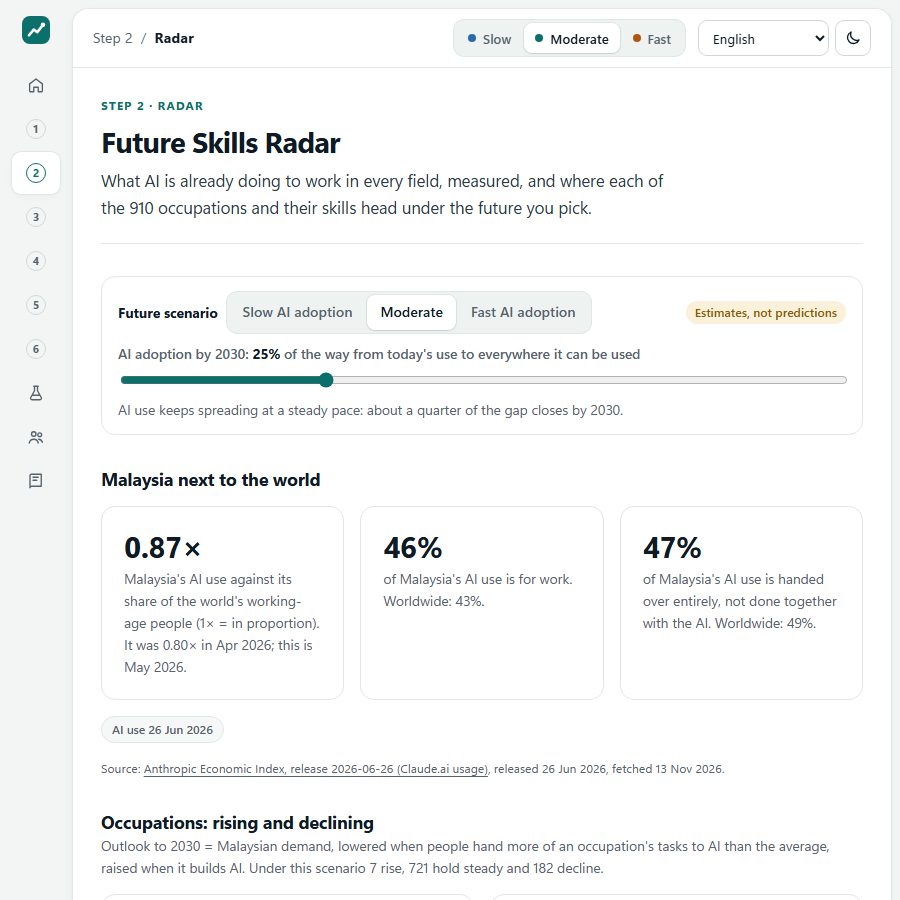 Step 2 / Radar
Slow
Moderate
Fast
English
1
2
3
4
5
6
STEP 2 · RADAR
Future Skills Radar
What AI is already doing to work in every field, measured, and where each of
the 910 occupations and their skills head under the future you pick.
Future scenario
Slow AI adoption
Moderate
Fast AI adoption
Estimates, not predictions
AI adoption by 2030: 25% of the way from today's use to everywhere it can be used
AI use keeps spreading at a steady pace: about a quarter of the gap closes by 2030.
Malaysia next to the world
0.87×
Malaysia's AI use against its
share of the world's working-
age people (1× = in proportion).
It was 0.80× in Apr 2026; this is
May 2026.
46%
of Malaysia's AI use is for work.
Worldwide: 43%.
47%
of Malaysia's AI use is handed
over entirely, not done together
with the AI. Worldwide: 49%.
AI use 26 Jun 2026
Source: Anthropic Economic Index, release 2026-06-26 (Claude.ai usage), released 26 Jun 2026, fetched 13 Nov 2026.
Occupations: rising and declining
Outlook to 2030 = Malaysian demand, lowered when people hand more of an occupation's tasks to AI than the average,
raised when it builds AI. Under this scenario 7 rise, 721 hold steady and 182 decline.